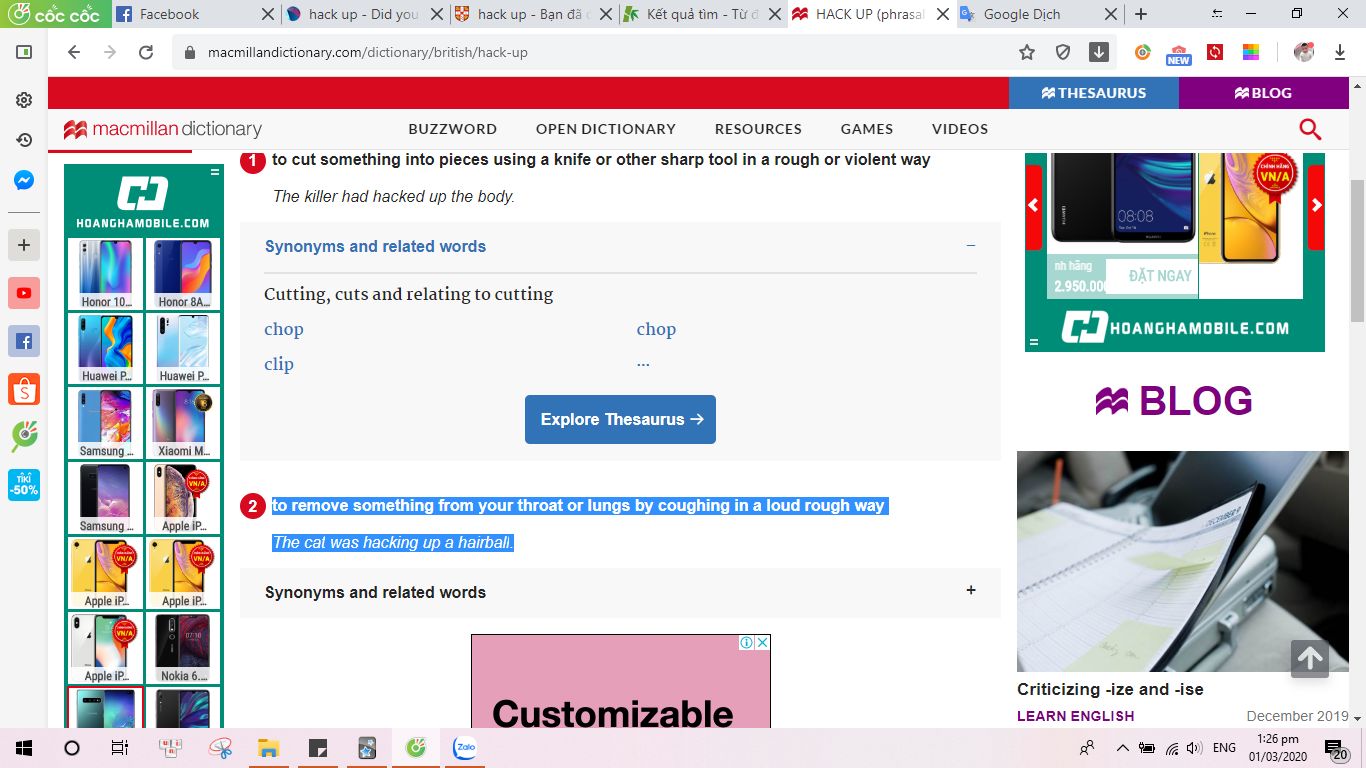 cốc cốc
Facebook
hack up - Did you
hack up - Bạn đã
Kết quả tìm - Từ đ
HACK UP (phrasal
Google Dịch
macmillandictionary.com/dictionary/british/hack-up
NEW
THESAURUS
BLOG
macmillan dictionary
BUZZWORD
OPEN DICTIONARY
RESOURCES
GAMES
VIDEOS
HOANGHAMOBILE.COM
Honor 10...
Honor 8A...
Huawei P...
Huawei P...
Samsung ...
Xiaomi M...
Samsung ...
Apple iP...
Apple iP...
Apple iP...
Apple iP...
Nokia 6....
TIKI
-50%
1 to cut something into pieces using a knife or other sharp tool in a rough or violent way
The killer had hacked up the body.
Synonyms and related words
Cutting, cuts and relating to cutting
chop
chop
clip
...
Explore Thesaurus
2 to remove something from your throat or lungs by coughing in a loud rough way
The cat was hacking up a hairball.
Synonyms and related words
Customizable
CHÍNH HÃNG
VN/A
08:08
nh hãng
2.950.000
ĐẶT NGAY
HOANGHAMOBILE.COM
BLOG
DECEMBER
Criticizing -ize and -ise
LEARN ENGLISH
December 2019
Zalo
ENG
1:26 pm
01/03/2020
20